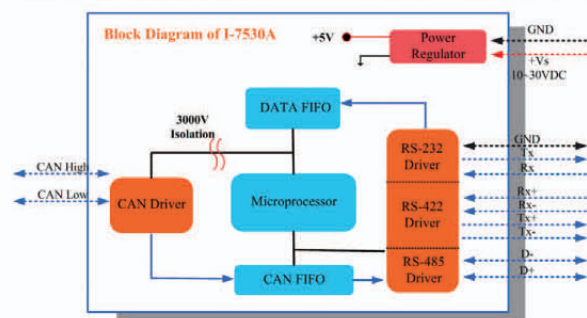 Block Diagram of I-7530A
+5V
Power
Regulator
GND
+Vs
10~30VDC
DATA FIFO
3000V
Isolation
RS-232
Driver
GND
Tx
Rx
CAN High
CAN Low
CAN Driver
Microprocessor
RS-422
Driver
Rx+
Rx-
Tx+
Tx-
CAN FIFO
RS-485
Driver
D-
D+